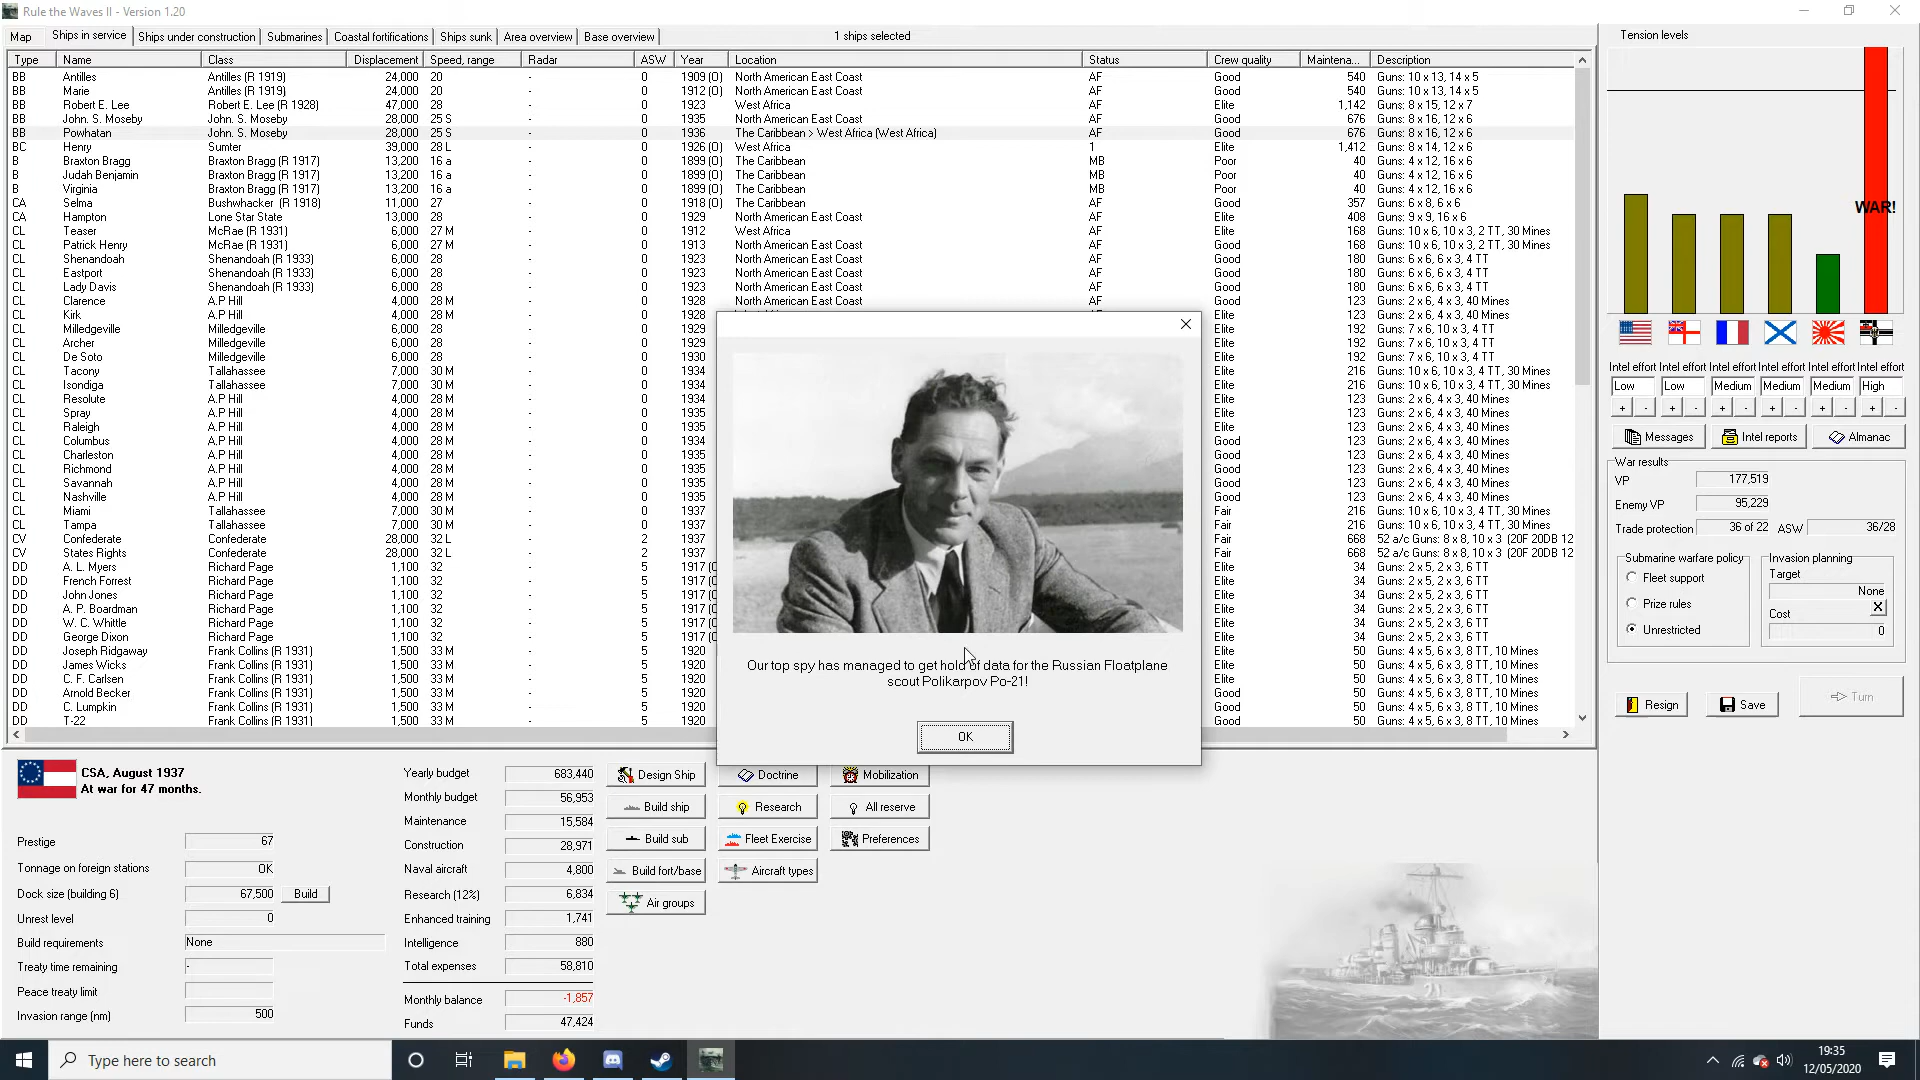 Rule the Waves II - Version 1.20
Map Ships in service Ships under construction Submarines Coastal fortifications Ships sunk Area overview Base overview 1 ships selected
Type Name Class Displacement Speed, range Radar ASW Year Location Status Crew quality Maintena... Description
BB Antilles Antilles (R 1919) 24,000 20 - 0 1909 (O) North American East Coast AF Good 540 Guns: 10 x 13, 14 x 5
BB Marie Antilles (R 1919) 24,000 20 - 0 1912 (O) North American East Coast AF Good 540 Guns: 10 x 13, 14 x 5
BB Robert E. Lee Robert E. Lee (R 1928) 47,000 28 - 0 1923 West Africa AF Elite 1,142 Guns: 8 x 15, 12 x 7
BB John. S. Moseby John. S. Moseby 28,000 25 S - 0 1935 North American East Coast AF Good 676 Guns: 8 x 16, 12 x 6
BB Powhatan John. S. Moseby 28,000 25 S - 0 1936 The Caribbean > West Africa (West Africa) AF Good 676 Guns: 8 x 16, 12 x 6
BC Henry Sumter 39,000 28 L - 0 1926 (O) West Africa 1 Elite 1,412 Guns: 8 x 14, 12 x 6
B Braxton Bragg Braxton Bragg (R 1917) 13,200 16 a - 0 1899 (O) The Caribbean MB Poor 40 Guns: 4 x 12, 16 x 6
B Judah Benjamin Braxton Bragg (R 1917) 13,200 16 a - 0 1899 (O) The Caribbean MB Poor 40 Guns: 4 x 12, 16 x 6
B Virginia Braxton Bragg (R 1917) 13,200 16 a - 0 1899 (O) The Caribbean MB Poor 40 Guns: 4 x 12, 16 x 6
CA Selma Bushwhacker (R 1918) 11,000 27 - 0 1918 (O) The Caribbean AF Good 357 Guns: 6 x 8, 6 x 6
CA Hampton Lone Star State 13,000 28 - 0 1929 North American East Coast AF Elite 408 Guns: 9 x 9, 16 x 6
CL Teaser McRae (R 1931) 6,000 27 M - 0 1912 West Africa AF Elite 168 Guns: 10 x 6, 10 x 3, 2 TT, 30 Mines
CL Patrick Henry McRae (R 1931) 6,000 27 M - 0 1913 North American East Coast AF Good 168 Guns: 10 x 6, 10 x 3, 2 TT, 30 Mines
CL Shenandoah Shenandoah (R 1933) 6,000 28 - 0 1923 North American East Coast AF Good 180 Guns: 6 x 6, 6 x 3, 4 TT
CL Eastport Shenandoah (R 1933) 6,000 28 - 0 1923 North American East Coast AF Good 180 Guns: 6 x 6, 6 x 3, 4 TT
CL Lady Davis Shenandoah (R 1933) 6,000 28 - 0 1923 North American East Coast AF Good 180 Guns: 6 x 6, 6 x 3, 4 TT
CL Clarence A.P Hill 4,000 28 M - 0 1928 North American East Coast AF Good 123 Guns: 2 x 6, 4 x 3, 40 Mines
CL Kirk A.P Hill 4,000 28 M - 0 1928 Good 123 Guns: 2 x 6, 4 x 3, 40 Mines
CL Milledgeville Milledgeville 6,000 28 - 0 1929 Elite 192 Guns: 7 x 6, 10 x 3, 4 TT
CL Archer Milledgeville 6,000 28 - 0 1929 Elite 192 Guns: 7 x 6, 10 x 3, 4 TT
CL De Soto Milledgeville 6,000 28 - 0 1930 Elite 192 Guns: 7 x 6, 10 x 3, 4 TT
CL Tacony Tallahassee 7,000 30 M - 0 1934 Elite 216 Guns: 10 x 6, 10 x 3, 4 TT, 30 Mines
CL Isondiga Tallahassee 7,000 30 M - 0 1934 Elite 216 Guns: 10 x 6, 10 x 3, 4 TT, 30 Mines
CL Resolute A.P Hill 4,000 28 M - 0 1934 Elite 123 Guns: 2 x 6, 4 x 3, 40 Mines
CL Spray A.P Hill 4,000 28 M - 0 1935 Elite 123 Guns: 2 x 6, 4 x 3, 40 Mines
CL Raleigh A.P Hill 4,000 28 M - 0 1935 Elite 123 Guns: 2 x 6, 4 x 3, 40 Mines
CL Columbus A.P Hill 4,000 28 M - 0 1934 Good 123 Guns: 2 x 6, 4 x 3, 40 Mines
CL Charleston A.P Hill 4,000 28 M - 0 1935 Good 123 Guns: 2 x 6, 4 x 3, 40 Mines
CL Richmond A.P Hill 4,000 28 M - 0 1935 Elite 123 Guns: 2 x 6, 4 x 3, 40 Mines
CL Savannah A.P Hill 4,000 28 M - 0 1935 Good 123 Guns: 2 x 6, 4 x 3, 40 Mines
CL Nashville A.P Hill 4,000 28 M - 0 1935 Good 123 Guns: 2 x 6, 4 x 3, 40 Mines
CL Miami Tallahassee 7,000 30 M - 0 1937 Fair 216 Guns: 10 x 6, 10 x 3, 4 TT, 30 Mines
CL Tampa Tallahassee 7,000 30 M - 0 1937 Fair 216 Guns: 10 x 6, 10 x 3, 4 TT, 30 Mines
CV Confederate Confederate 28,000 32 L - 2 1937 Fair 668 52 a/c Guns: 8 x 8, 10 x 3 (20F 20DB 12
CV States Rights Confederate 28,000 32 L - 2 1937 Fair 668 52 a/c Guns: 8 x 8, 10 x 3 (20F 20DB 12
DD A. L. Myers Richard Page 1,100 32 - 5 1917 (O Elite 34 Guns: 2 x 5, 2 x 3, 6 TT
DD French Forrest Richard Page 1,100 32 - 5 1917 (O Elite 34 Guns: 2 x 5, 2 x 3, 6 TT
DD John Jones Richard Page 1,100 32 - 5 1917 (O Elite 34 Guns: 2 x 5, 2 x 3, 6 TT
DD A. P. Boardman Richard Page 1,100 32 - 5 1917 (O Elite 34 Guns: 2 x 5, 2 x 3, 6 TT
DD W. C. Whittle Richard Page 1,100 32 - 5 1917 (O Elite 34 Guns: 2 x 5, 2 x 3, 6 TT
DD George Dixon Richard Page 1,100 32 - 5 1917 (O Elite 34 Guns: 2 x 5, 2 x 3, 6 TT
DD Joseph Ridgaway Frank Collins (R 1931) 1,500 33 M - 5 1920 Elite 50 Guns: 4 x 5, 6 x 3, 8 TT, 10 Mines
DD James Wicks Frank Collins (R 1931) 1,500 33 M - 5 1920 Elite 50 Guns: 4 x 5, 6 x 3, 8 TT, 10 Mines
DD C. F. Carlsen Frank Collins (R 1931) 1,500 33 M - 5 1920 Elite 50 Guns: 4 x 5, 6 x 3, 8 TT, 10 Mines
DD Arnold Becker Frank Collins (R 1931) 1,500 33 M - 5 1920 Good 50 Guns: 4 x 5, 6 x 3, 8 TT, 10 Mines
DD C. Lumpkin Frank Collins (R 1931) 1,500 33 M - 5 1920 Elite 50 Guns: 4 x 5, 6 x 3, 8 TT, 10 Mines
DD T-22 Frank Collins (R 1931) 1,500 33 M - 5 1920 Good 50 Guns: 4 x 5, 6 x 3, 8 TT, 10 Mines
Our top spy has managed to get hold of data for the Russian Floatplane
scout Polikarpov Po-21!
OK
Tension levels
WAR!
Intel effort Intel effort Intel effort Intel effort Intel effort Intel effort
Low Low Medium Medium Medium High
+ - + - + - + - + - + -
Messages Intel reports Almanac
War results
VP 177,519
Enemy VP 95,229
Trade protection 36 of 22 ASW 36/28
Submarine warfare policy
Fleet support
Prize rules
Unrestricted
Invasion planning
Target
None
Cost X
0
Resign Save Turn
CSA, August 1937
At war for 47 months.
Prestige 67
Tonnage on foreign stations OK
Dock size (building 6) 67,500 Build
Unrest level 0
Build requirements None
Treaty time remaining -
Peace treaty limit
Invasion range (nm) 500
Yearly budget 683,440
Monthly budget 56,953
Maintenance 15,584
Construction 28,971
Naval aircraft 4,800
Research (12%) 6,834
Enhanced training 1,741
Intelligence 880
Total expenses 58,810
Monthly balance -1,857
Funds 47,424
Design Ship Doctrine Mobilization
Build ship Research All reserve
Build sub Fleet Exercise Preferences
Build fort/base Aircraft types
Air groups
Type here to search
19:35
12/05/2020